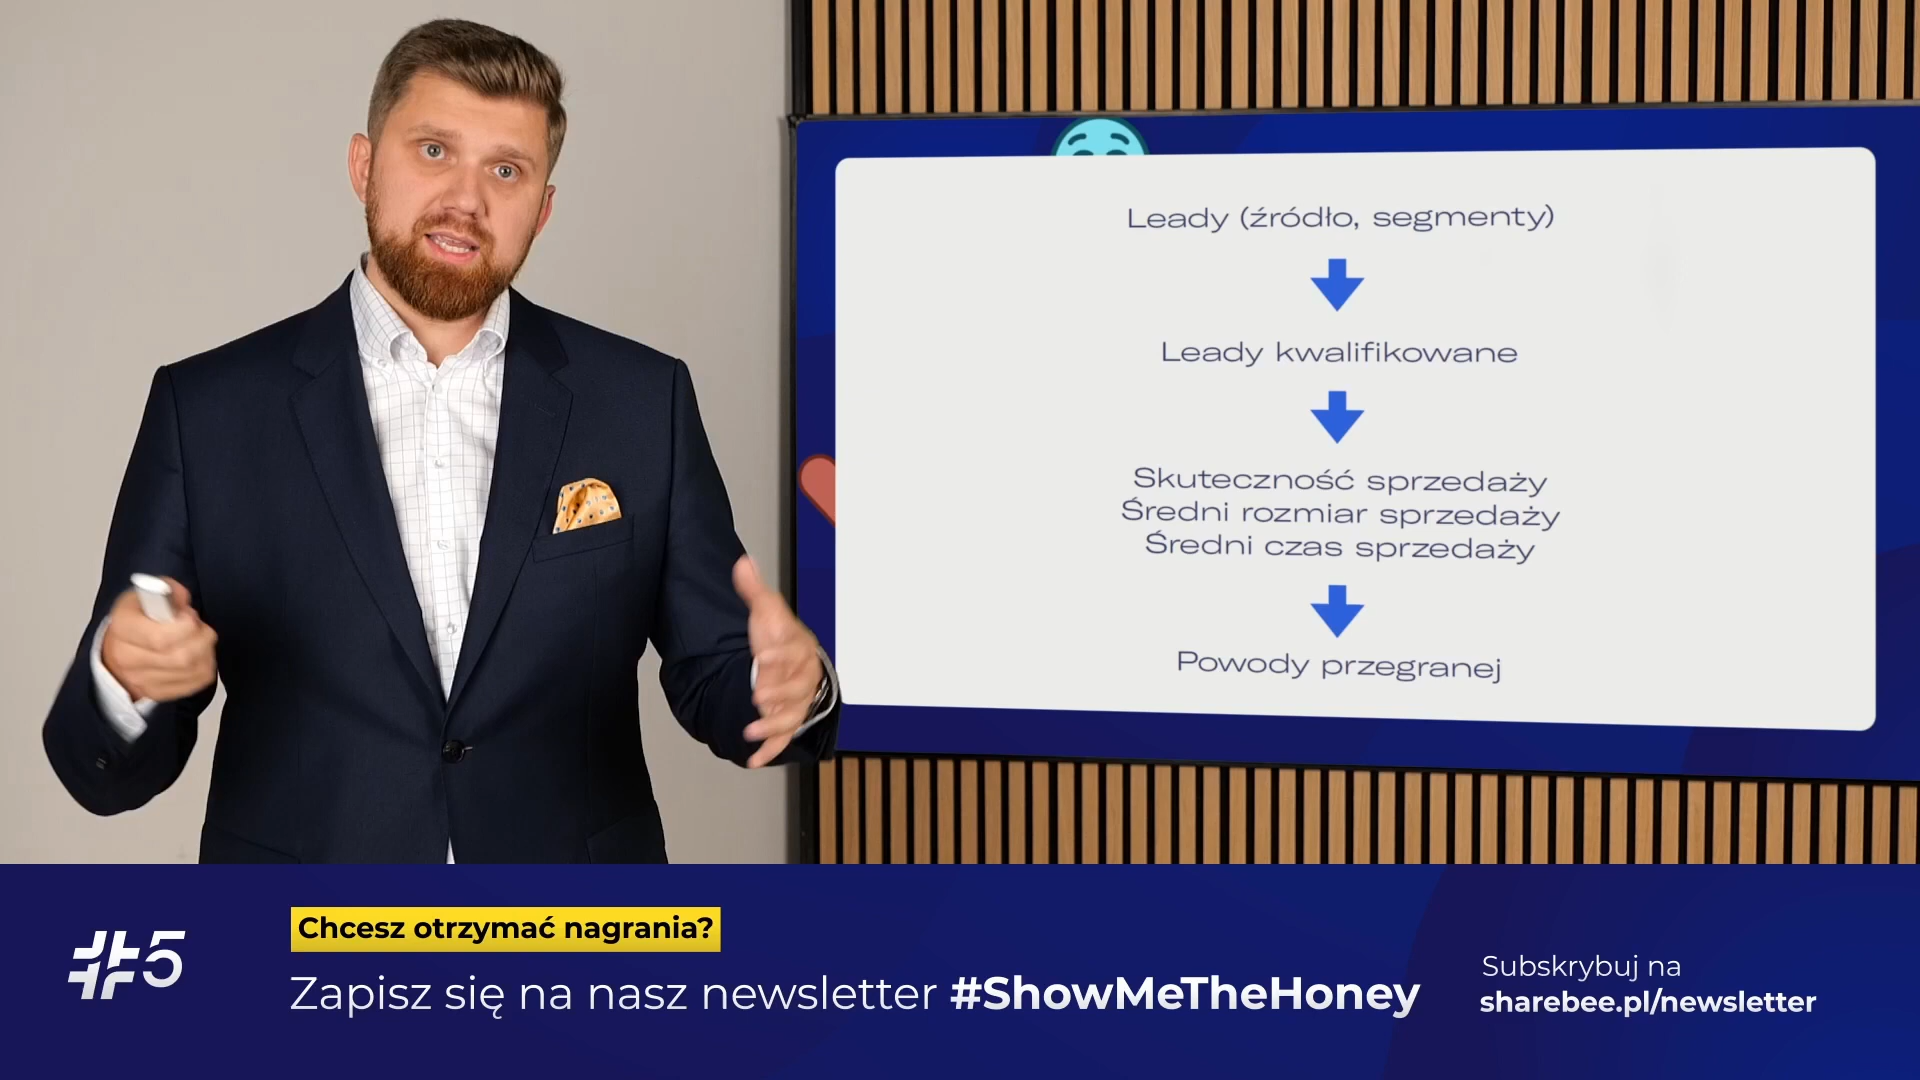 Leady (źródło, segmenty)
Leady kwalifikowane
Skuteczność sprzedaży
Średni rozmiar sprzedaży
Średni czas sprzedaży
Powody przegranej
#5
Chcesz otrzymać nagrania?
Zapisz się na nasz newsletter #ShowMeTheHoney
Subskrybuj na
sharebee.pl/newsletter